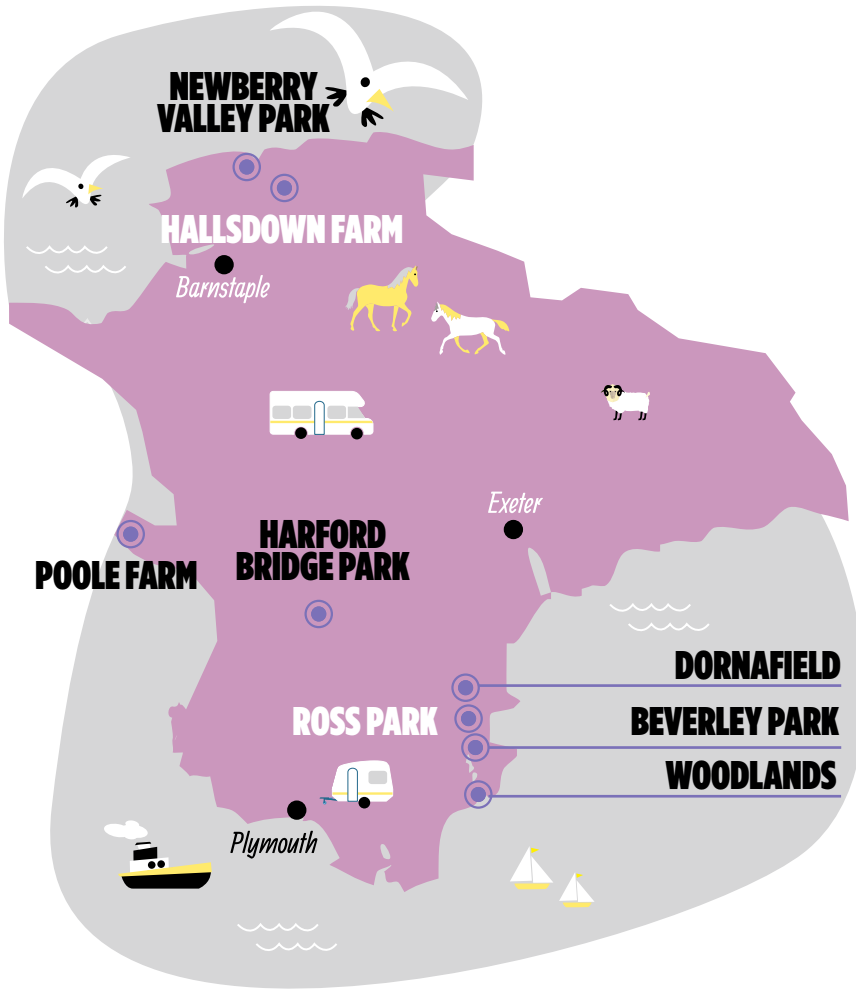 NEWBERRY
VALLEY PARK
HALLSDOWN FARM
Barnstaple
Exeter
HARFORD
BRIDGE PARK
POOLE FARM
DORNAFIELD
ROSS PARK
BEVERLEY PARK
WOODLANDS
Plymouth